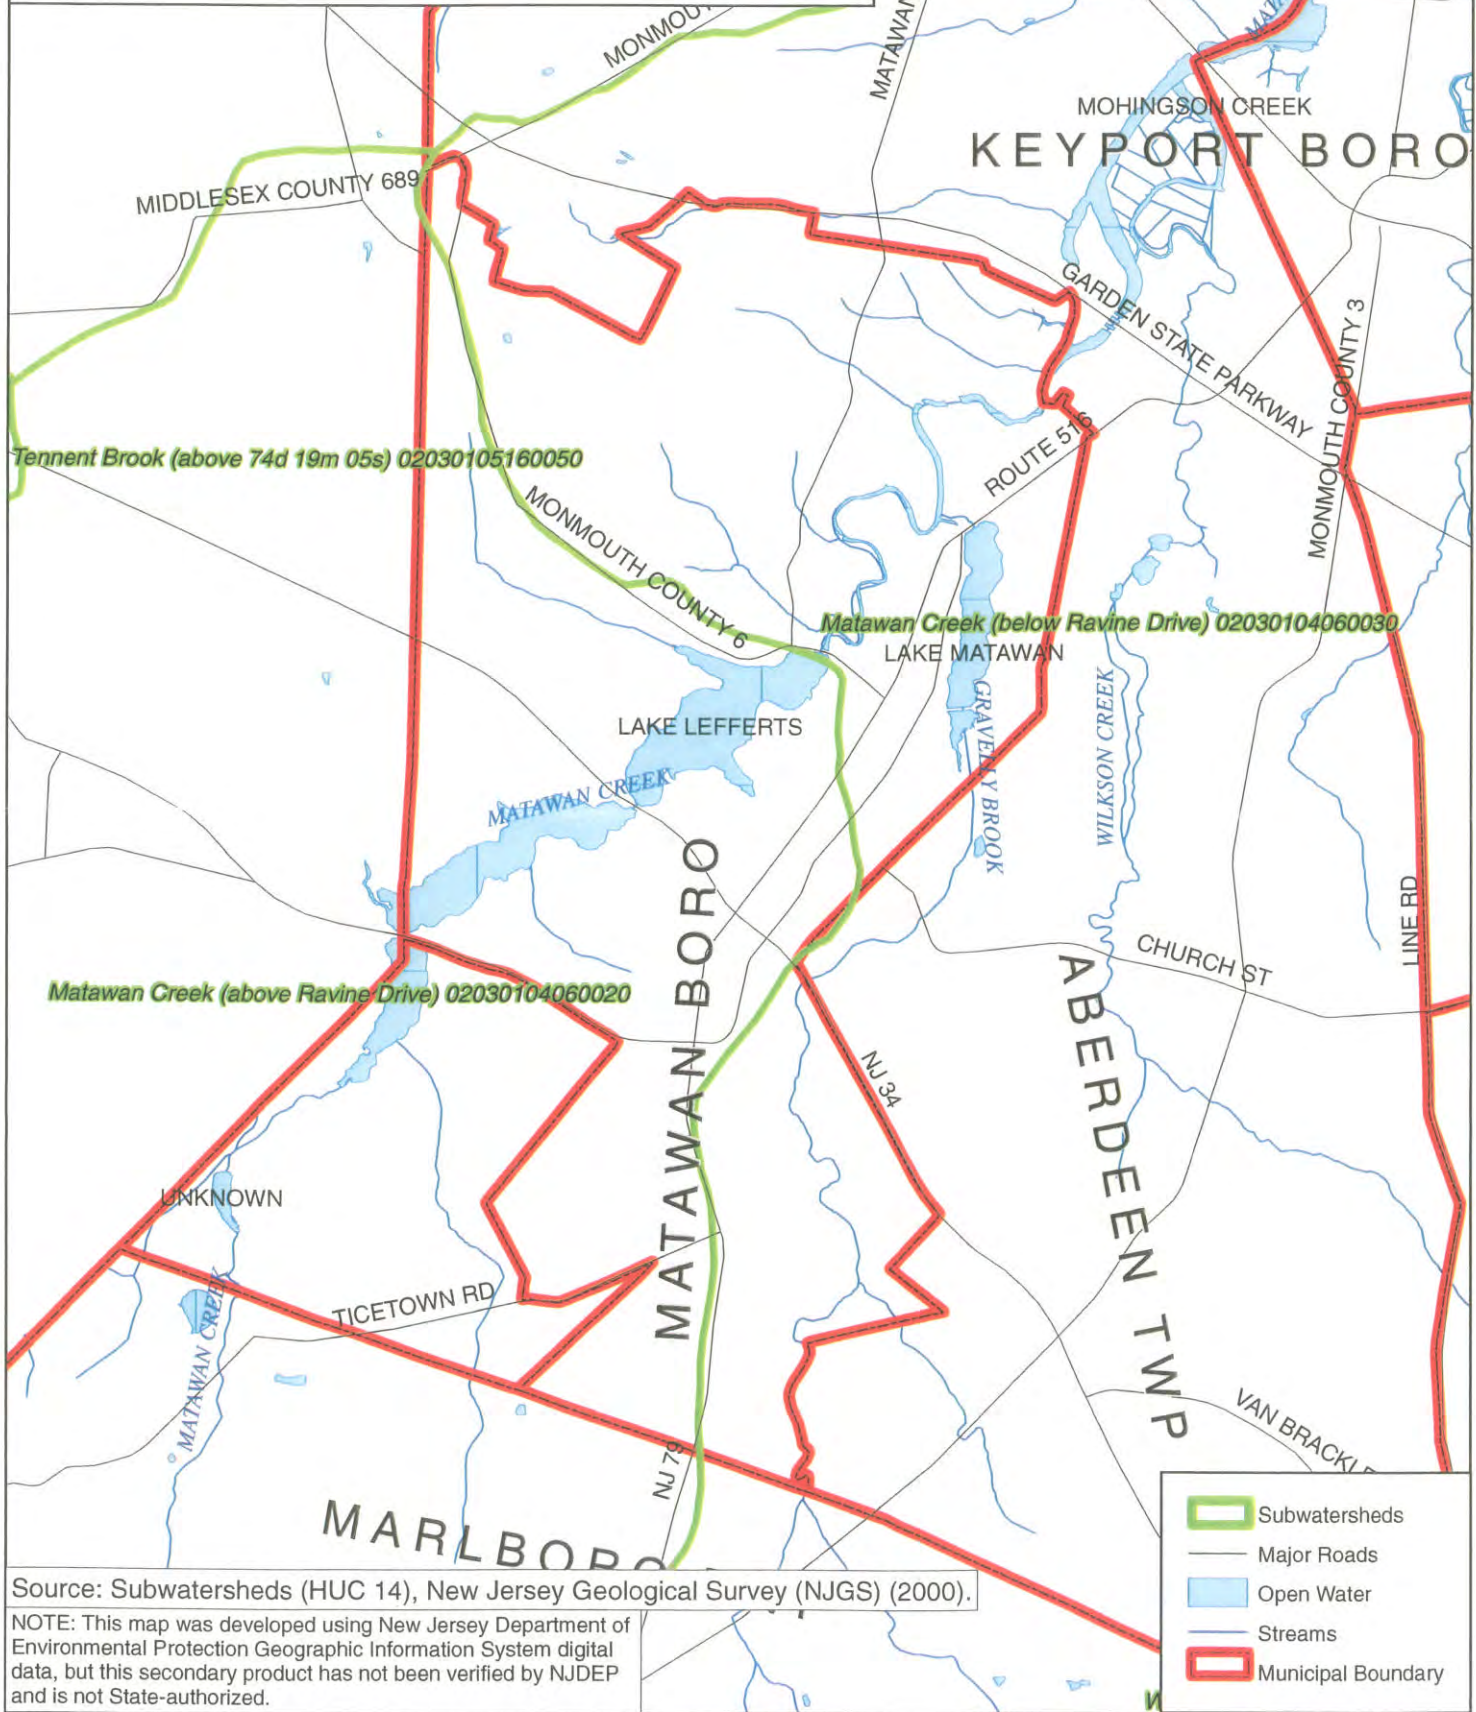 MONMOU
MATAWAN
MOHINGSON CREEK
KEYPORT BORO
MIDDLESEX COUNTY 689
GARDEN STATE PARKWAY
MONMOUTH COUNTY 3
ROUTE 516
Tennent Brook (above 74d 19m 05s) 02030105160050
MONMOUTH COUNTY 6
Matawan Creek (below Ravine Drive) 02030104060030
LAKE MATAWAN
LAKE LEFFERTS
GRAVELLY BROOK
WILKSON CREEK
MATAWAN CREEK
MATAWAN BORO
LINE RD
CHURCH ST
Matawan Creek (above Ravine Drive) 02030104060020
ABERDEEN TWP
NJ 34
UNKNOWN
TICETOWN RD
MATAWAN CREEK
VAN BRACKLE
NJ 79
MARLBORO
Subwatersheds
Major Roads
Open Water
Streams
Municipal Boundary
Source: Subwatersheds (HUC 14), New Jersey Geological Survey (NJGS) (2000).
NOTE: This map was developed using New Jersey Department of
Environmental Protection Geographic Information System digital
data, but this secondary product has not been verified by NJDEP
and is not State-authorized.